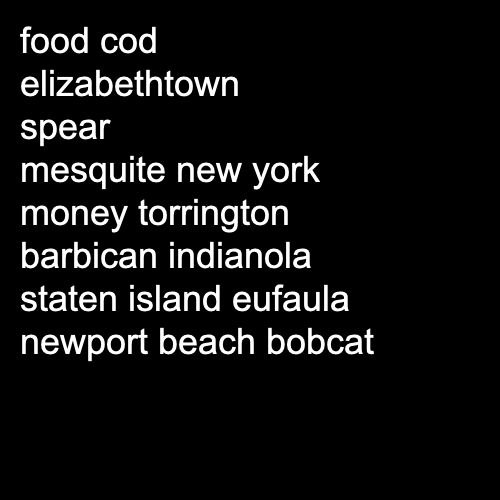 food cod
elizabethtown
spear
mesquite new york
money torrington
barbican indianola
staten island eufaula
newport beach bobcat